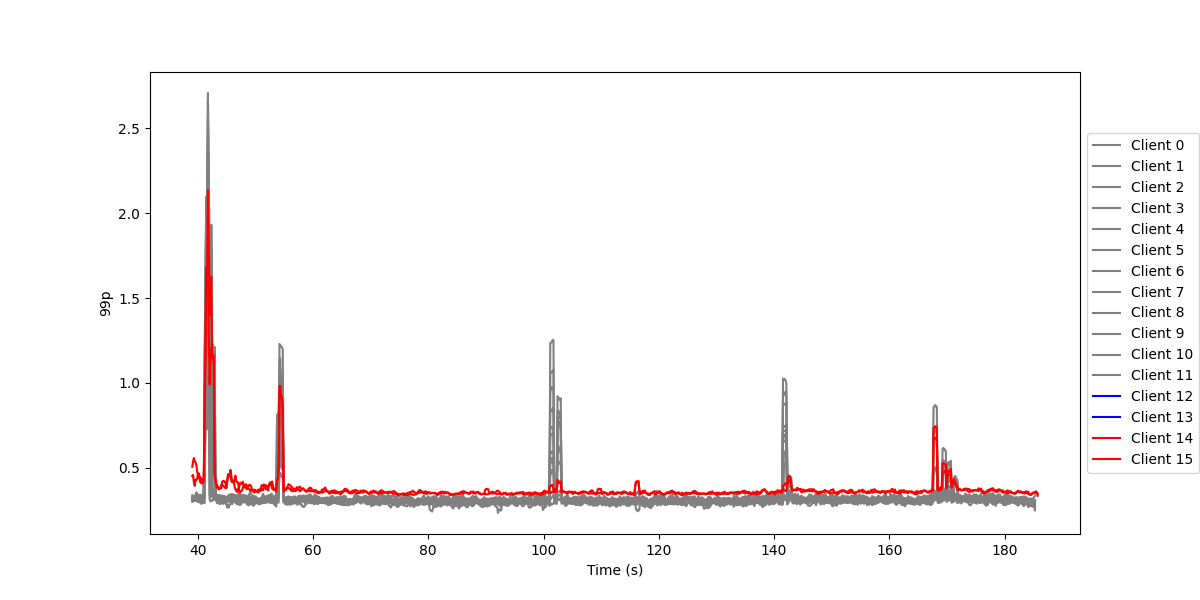 99p
2.5
2.0
1.5
1.0
0.5
40 60 80 100 120 140 160 180
Time (s)
Client 0
Client 1
Client 2
Client 3
Client 4
Client 5
Client 6
Client 7
Client 8
Client 9
Client 10
Client 11
Client 12
Client 13
Client 14
Client 15